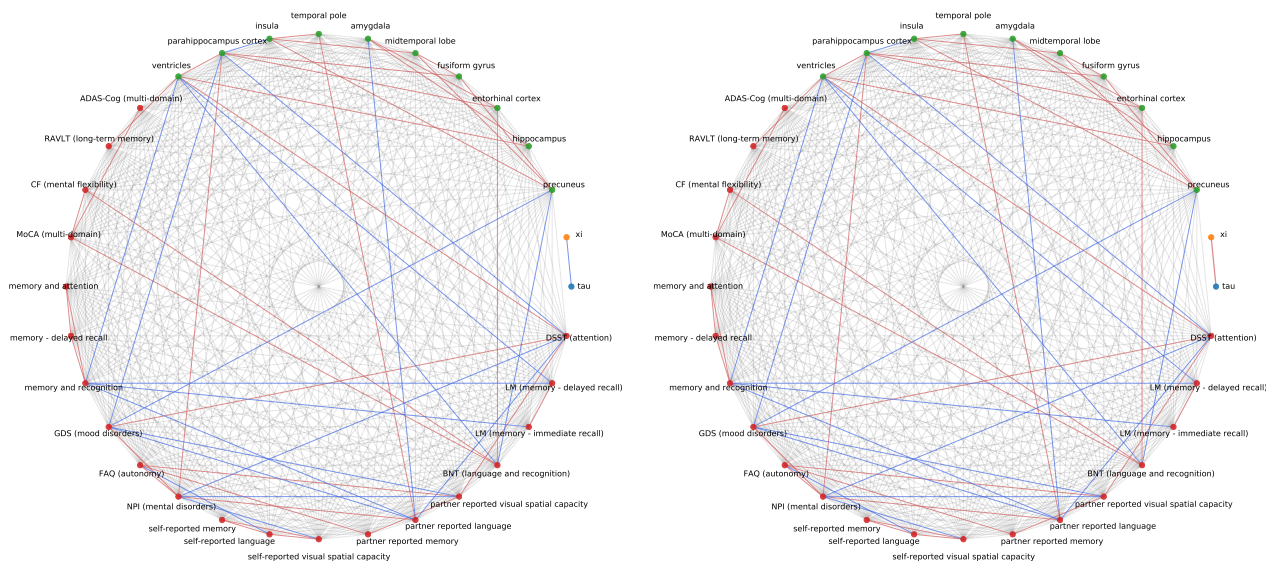 temporal pole
insula
amygdala
parahippocampus cortex
midtemporal lobe
ventricles
fusiform gyrus
ADAS-Cog (multi-domain)
entorhinal cortex
RAVLT (long-term memory)
hippocampus
CF (mental flexibility)
precuneus
MoCA (multi-domain)
xi
memory and attention
tau
memory - delayed recall
DSST (attention)
memory and recognition
LM (memory - delayed recall)
GDS (mood disorders)
LM (memory - immediate recall)
FAQ (autonomy)
BNT (language and recognition)
NPI (mental disorders)
partner reported visual spatial capacity
self-reported memory
partner reported language
self-reported language
partner reported memory
self-reported visual spatial capacity
temporal pole
insula
amygdala
parahippocampus cortex
midtemporal lobe
ventricles
fusiform gyrus
ADAS-Cog (multi-domain)
entorhinal cortex
RAVLT (long-term memory)
hippocampus
CF (mental flexibility)
precuneus
MoCA (multi-domain)
xi
memory and attention
tau
memory - delayed recall
DSST (attention)
memory and recognition
LM (memory - delayed recall)
GDS (mood disorders)
LM (memory - immediate recall)
FAQ (autonomy)
BNT (language and recognition)
NPI (mental disorders)
partner reported visual spatial capacity
self-reported memory
partner reported language
self-reported language
partner reported memory
self-reported visual spatial capacity